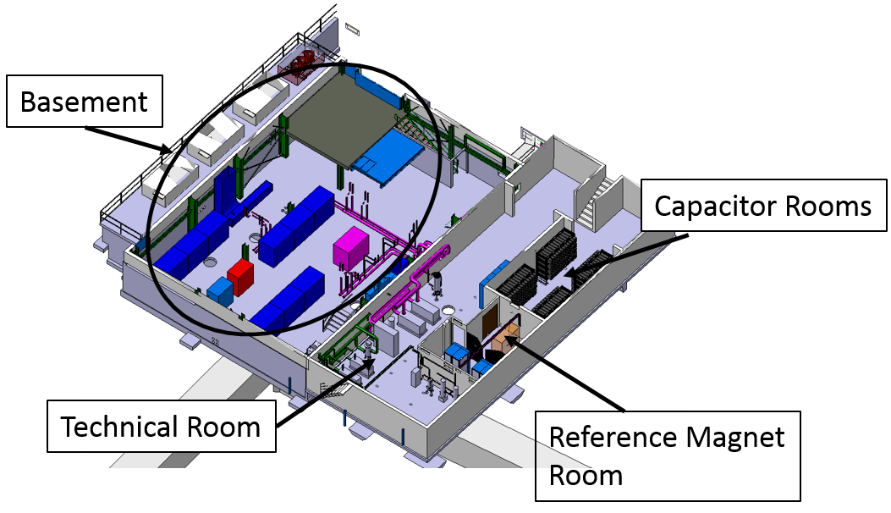 Basement
Capacitor Rooms
Technical Room
Reference Magnet
Room